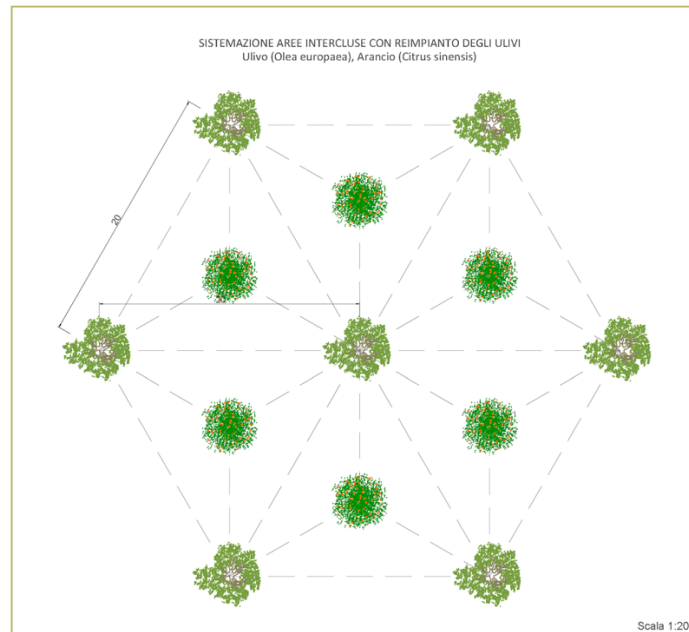 SISTEMAZIONE AREE INTERCLUSE CON REIMPIANTO DEGLI ULIVI
Ulivo (Olea europaea), Arancio (Citrus sinensis)
20
Scala 1:20